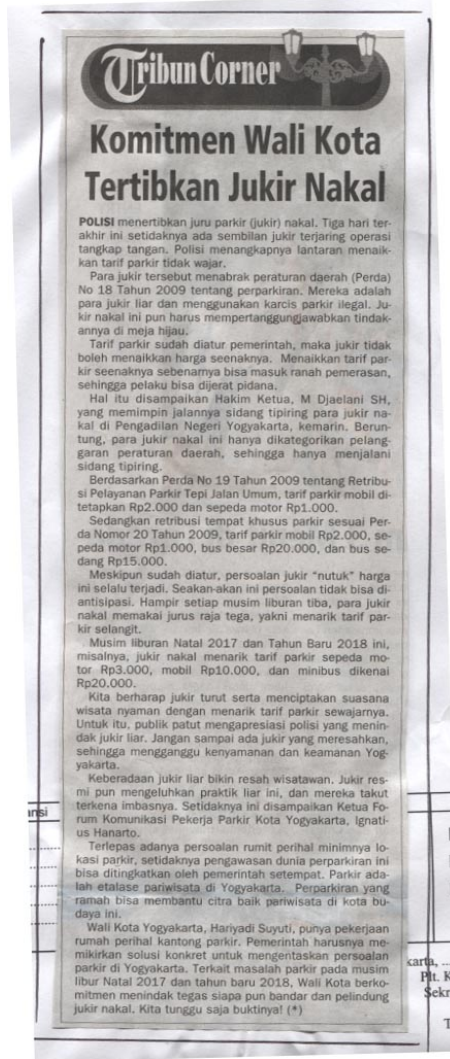 Tribun Corner
Komitmen Wali Kota
Tertibkan Jukir Nakal
POLISI menertibkan juru parkir (jukir) nakal. Tiga hari ter-
akhir ini setidaknya ada sembilan jukir terjaring operasi
tangkap tangan. Polisi menangkapnya lantaran menaik-
kan tarif parkir tidak wajar.
Para jukir tersebut menabrak peraturan daerah (Perda)
No 18 Tahun 2009 tentang perparkiran. Mereka adalah
para jukir liar dan menggunakan karcis parkir ilegal. Ju-
kir nakal ini pun harus mempertanggungjawabkan tindak-
annya di meja hijau.
Tarif parkir sudah diatur pemerintah, maka jukir tidak
boleh menaikkan harga seenaknya. Menaikkan tarif par-
kir seenaknya sebenarnya bisa masuk ranah pemerasan,
sehingga pelaku bisa dijerat pidana.
Hal itu disampaikan Hakim Ketua, M Djaelani SH,
yang memimpin jalannya sidang tipiring para jukir na-
kal di Pengadilan Negeri Yogyakarta, kemarin. Berun-
tung, para jukir nakal ini hanya dikategorikan pelang-
garan peraturan daerah, sehingga hanya menjalani
sidang tipiring.
Berdasarkan Perda No 19 Tahun 2009 tentang Retribu-
si Pelayanan Parkir Tepi Jalan Umum, tarif parkir mobil di-
tetapkan Rp2.000 dan sepeda motor Rp1.000.
Sedangkan retribusi tempat khusus parkir sesuai Per-
da Nomor 20 Tahun 2009, tarif parkir mobil Rp2.000, se-
peda motor Rp1.000, bus besar Rp20.000, dan bus se-
dang Rp15.000.
Meskipun sudah diatur, persoalan jukir “nutuk” harga
ini selalu terjadi. Seakan-akan ini persoalan tidak bisa di-
antisipasi. Hampir setiap musim liburan tiba, para jukir
nakal memakai jurus raja tega, yakni menarik tarif par-
kir selangit.
Musim liburan Natal 2017 dan Tahun Baru 2018 ini,
misalnya, jukir nakal menarik tarif parkir sepeda mo-
tor Rp3.000, mobil Rp10.000, dan minibus dikenai
Rp20.000.
Kita berharap jukir turut serta menciptakan suasana
wisata nyaman dengan menarik tarif parkir sewajarnya.
Untuk itu, publik patut mengapresiasi polisi yang menin-
dak jukir liar. Jangan sampai ada jukir yang meresahkan,
sehingga mengganggu kenyamanan dan keamanan Yog-
yakarta.
Keberadaan jukir liar bikin resah wisatawan. Jukir res-
mi pun mengeluhkan praktik liar ini, dan mereka takut
terkena imbasnya. Setidaknya ini disampaikan Ketua Fo-
rum Komunikasi Pekerja Parkir Kota Yogyakarta, Ignati-
us Hanarto.
Terlepas adanya persoalan rumit perihal minimnya lo-
kasi parkir, setidaknya pengawasan dunia perparkiran ini
bisa ditingkatkan oleh pemerintah setempat. Parkir ada-
lah etalase pariwisata di Yogyakarta. Perparkiran yang
ramah bisa membantu citra baik pariwisata di kota bu-
daya ini.
Wali Kota Yogyakarta, Hariyadi Suyuti, punya pekerjaan
rumah perihal kantong parkir. Pemerintah harusnya me-
mikirkan solusi konkret untuk mengentaskan persoalan
parkir di Yogyakarta. Terkait masalah parkir pada musim
libur Natal 2017 dan tahun baru 2018, Wali Kota berko-
mitmen menindak tegas siapa pun bandar dan pelindung
jukir nakal. Kita tunggu saja buktinya! (*)
ansi
karta, ...
Plt. K
Sekr
T